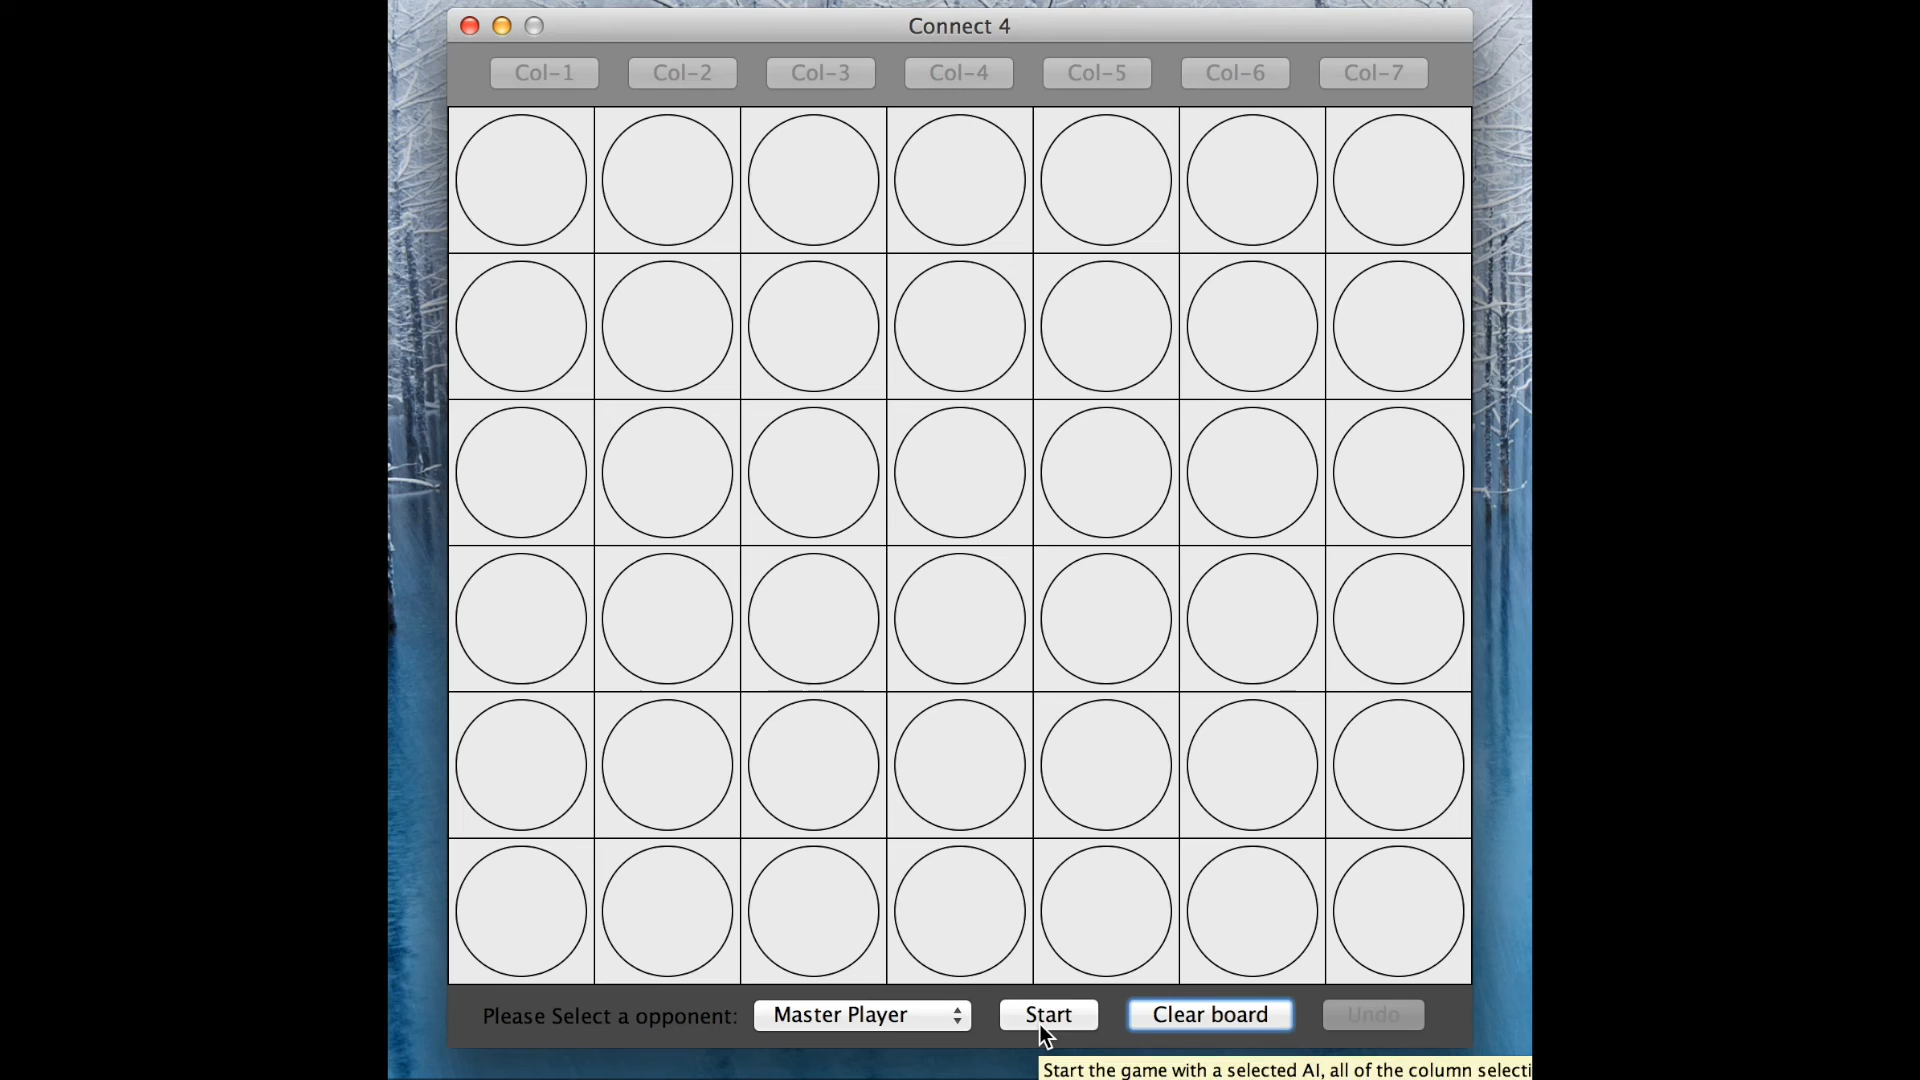 Connect 4
Col-1 Col-2 Col-3 Col-4 Col-5 Col-6 Col-7
Please Select a opponent: Master Player Start Clear board Undo
Start the game with a selected AI, all of the column selecti